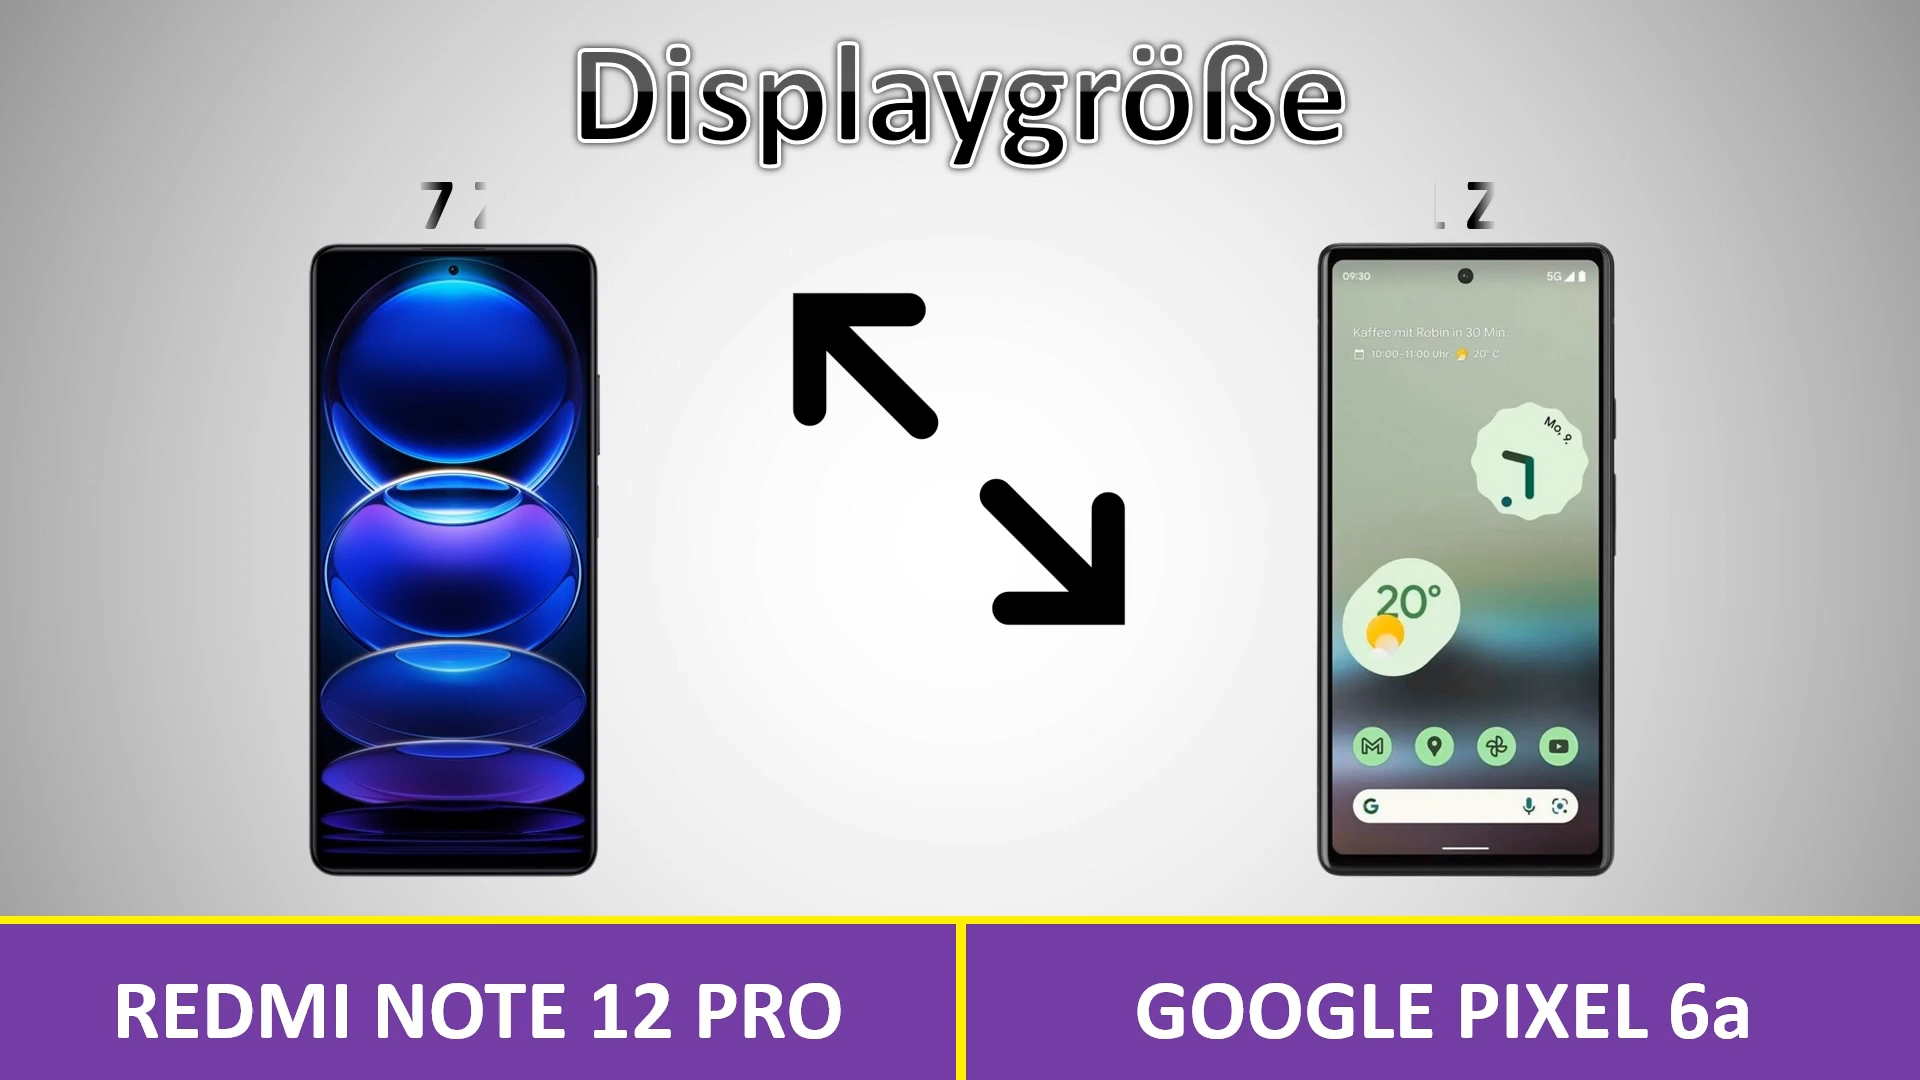 Displaygröße
7
Z
09:30
5G
Kaffee mit Robin in 30 Min.
10:00–11:00 Uhr 20° C
Mo, 9.
20°
G
REDMI NOTE 12 PRO
GOOGLE PIXEL 6a